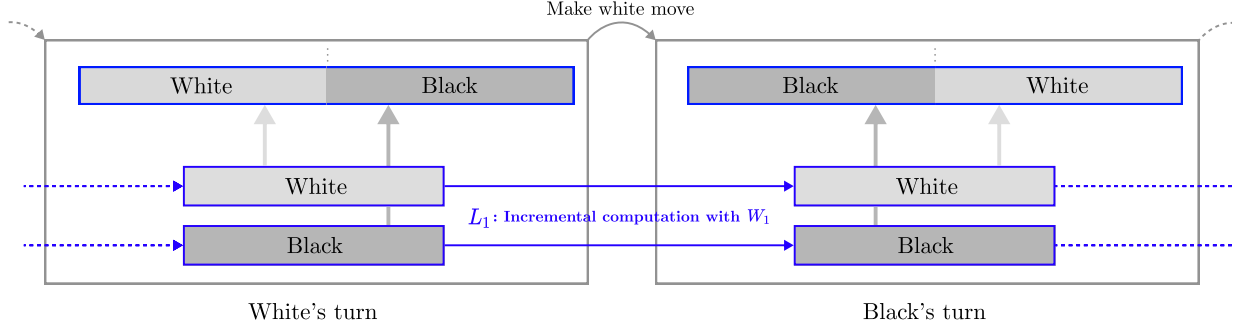 Make white move
White Black
Black White
White
White
L1: Incremental computation with W1
Black
Black
White's turn
Black's turn